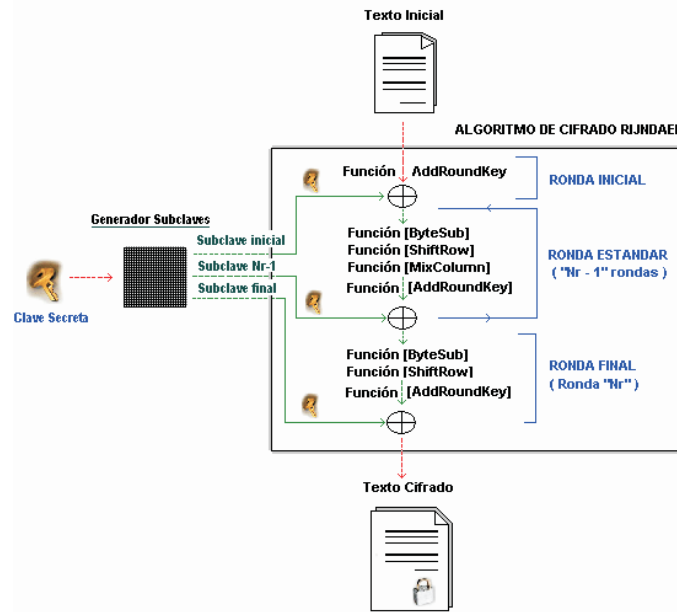 Texto Inicial
ALGORITMO DE CIFRADO RIJNDAEL
Función AddRoundKey
RONDA INICIAL
Generador Subclaves
Subclave inicial
Función [ByteSub]
Función [ShiftRow]
Función [MixColumn]
Función [AddRoundKey]
RONDA ESTANDAR
( "Nr - 1" rondas )
Subclave Nr-1
Subclave final
Clave Secreta
Función [ByteSub]
Función [ShiftRow]
Función [AddRoundKey]
RONDA FINAL
( Ronda "Nr" )
Texto Cifrado